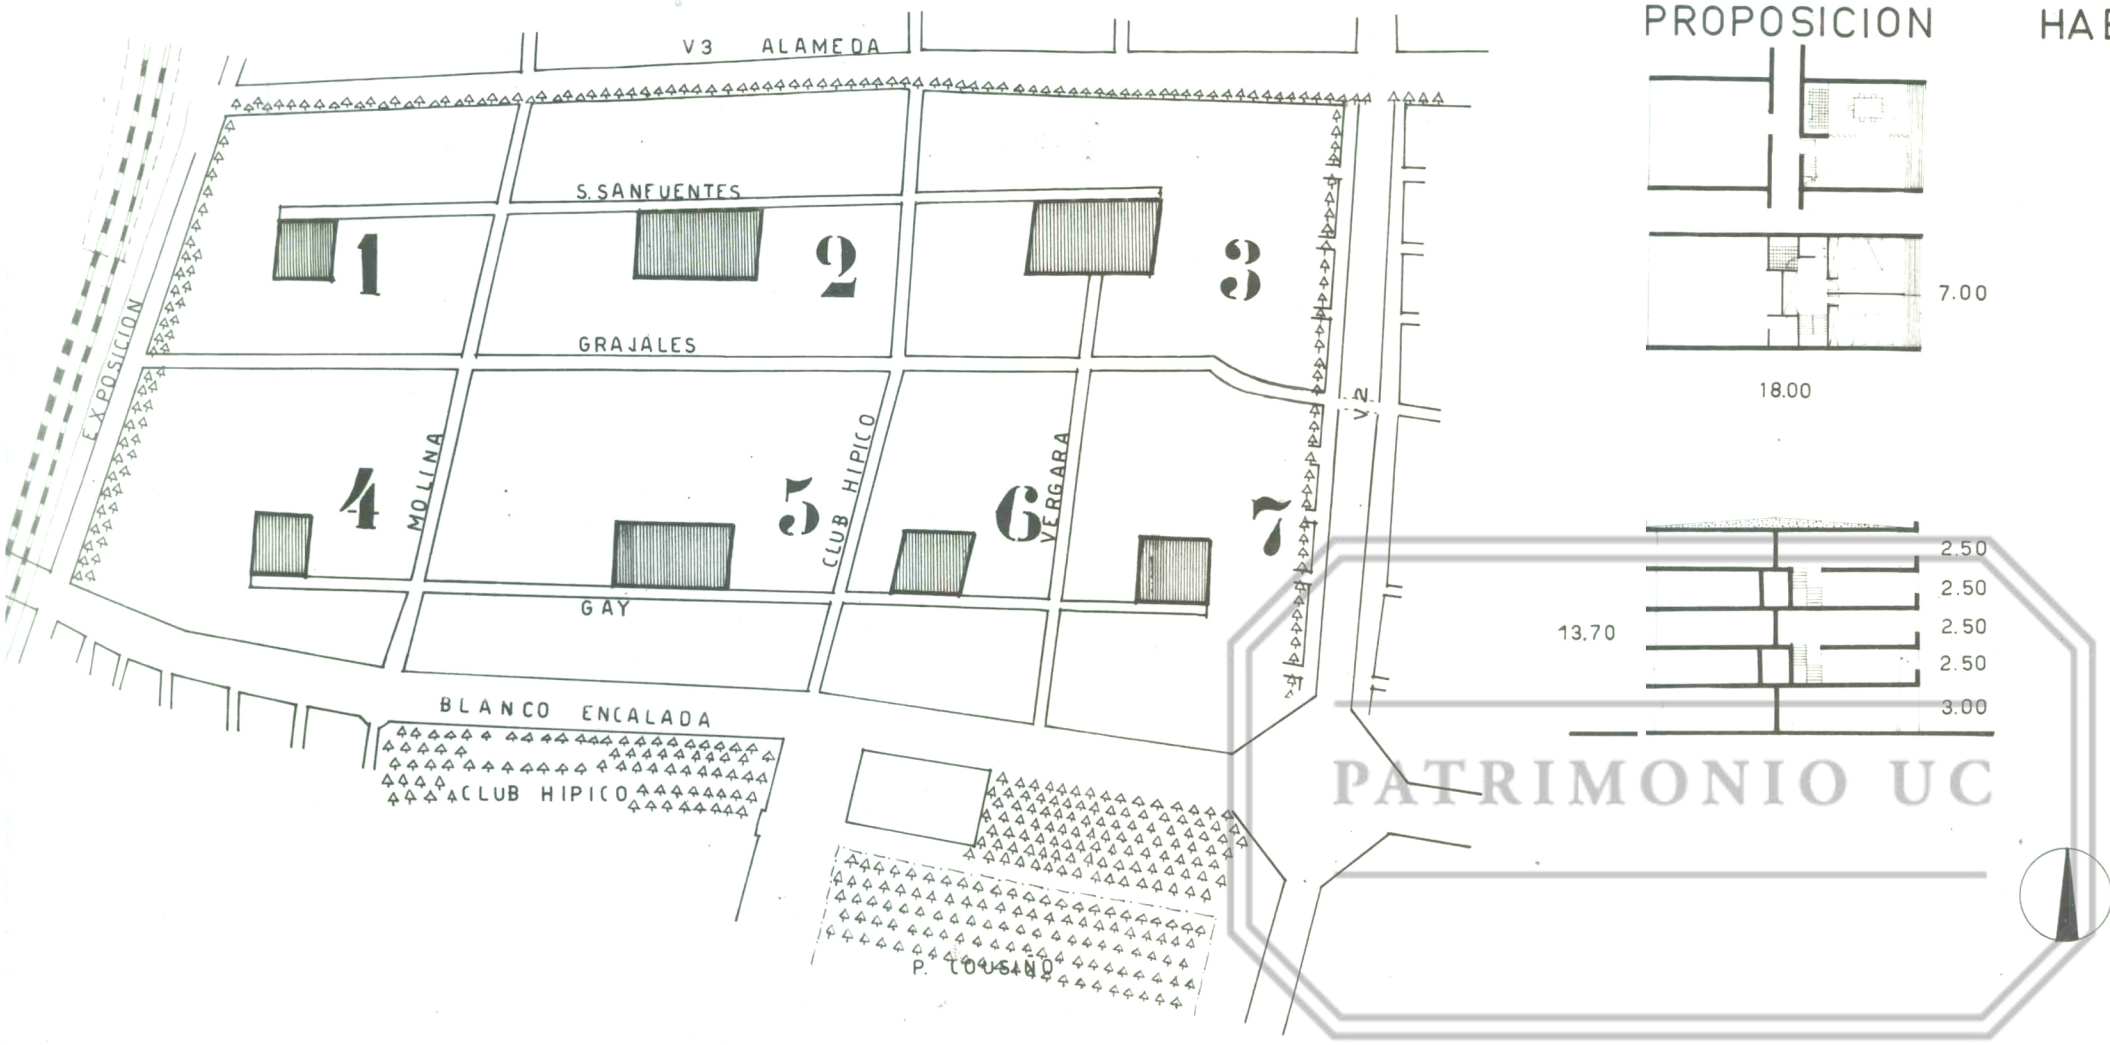 PROPOSICION
V3 ALAMEDA
S. SANFUENTES
1
2
3
EXPOSICION
GRAJALES
7.00
18.00
V2
MOLINA
CLUB HIPICO
VERGARA
4
5
6
7
GAY
2.50
2.50
2.50
2.50
3.00
13.70
BLANCO ENCALADA
CLUB HIPICO
P. COUSIÑO
PATRIMONIO UC